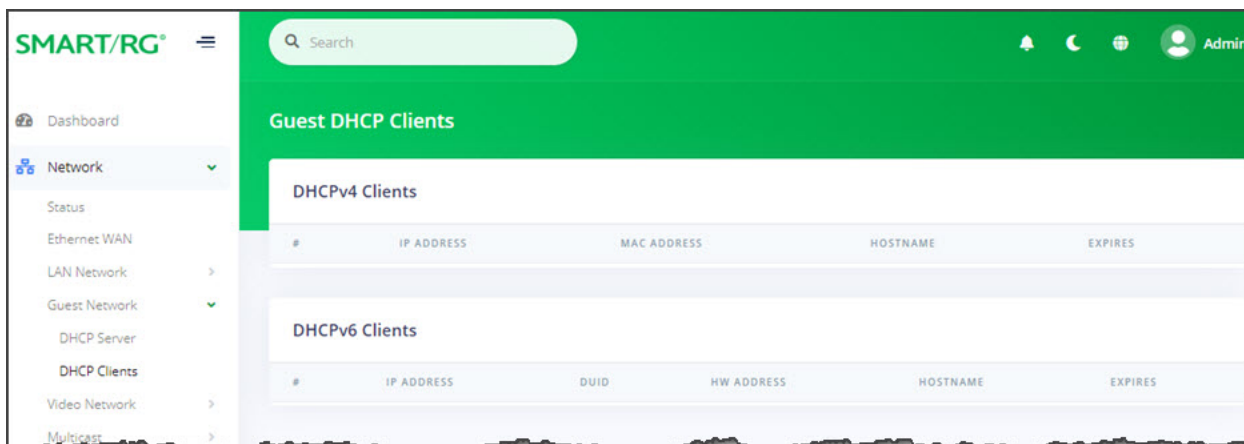 SMART/RG®
Search
Admin
Dashboard
Guest DHCP Clients
Network
DHCPv4 Clients
Status
Ethernet WAN
# IP ADDRESS MAC ADDRESS HOSTNAME EXPIRES
LAN Network
Guest Network
DHCPv6 Clients
DHCP Server
DHCP Clients
# IP ADDRESS DUID HW ADDRESS HOSTNAME EXPIRES
Video Network
Multicast